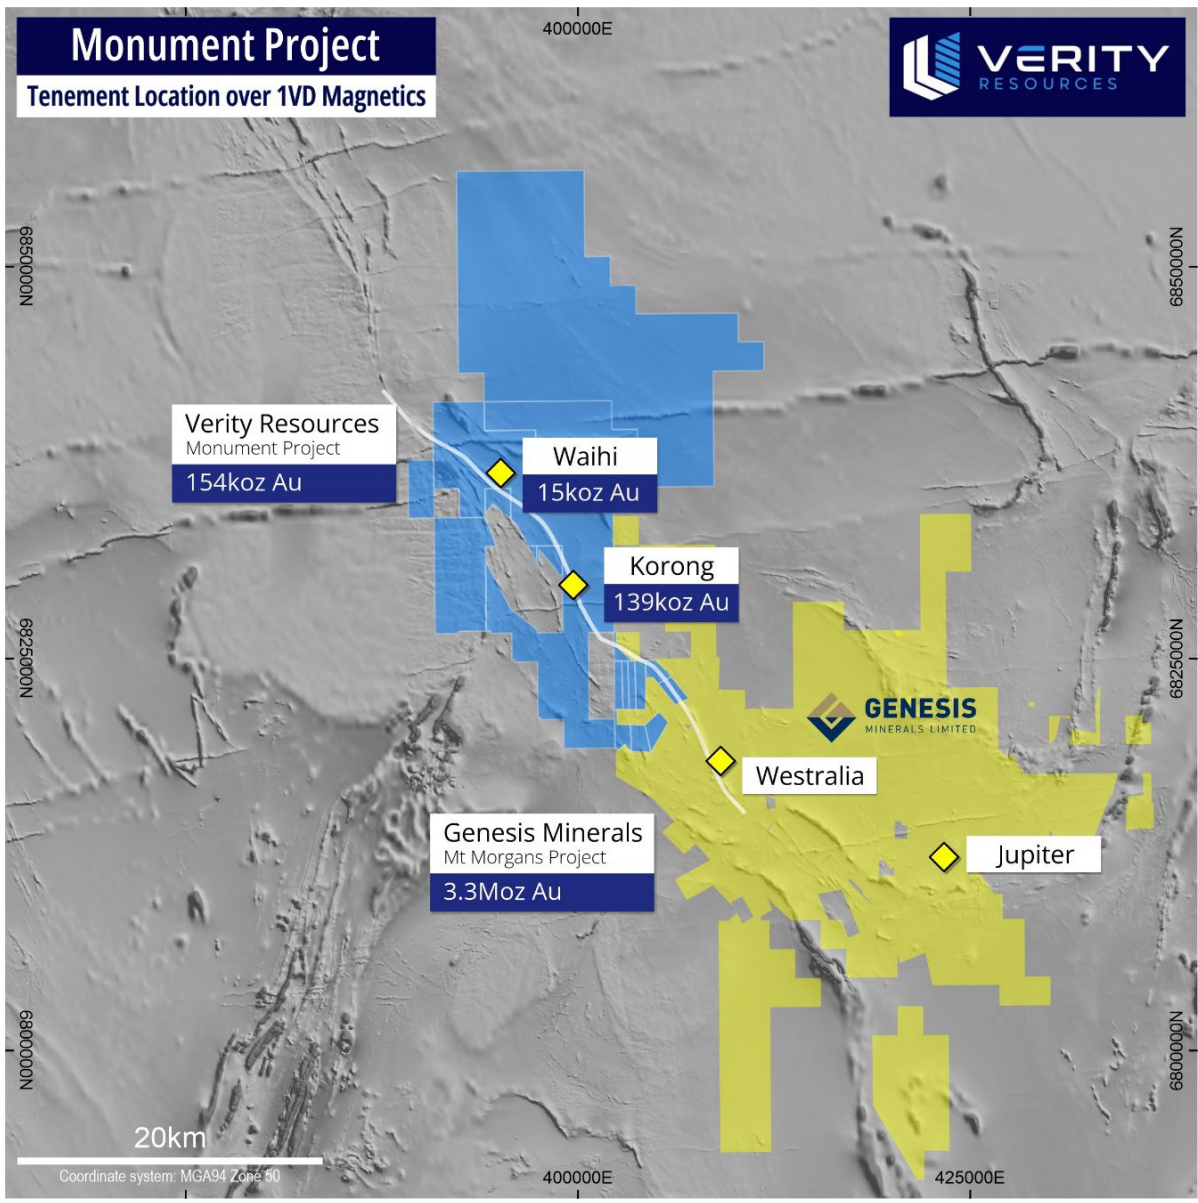 400000E
Monument Project
Tenement Location over 1VD Magnetics
VERITY
RESOURCES
6850000N
6850000N
Verity Resources
Monument Project
154koz Au
Waihi
15koz Au
Korong
139koz Au
6825000N
6825000N
GENESIS
MINERALS LIMITED
Westralia
Genesis Minerals
Mt Morgans Project
3.3Moz Au
Jupiter
6800000N
6800000N
20km
Coordinate system: MGA94 Zone 50
400000E
425000E